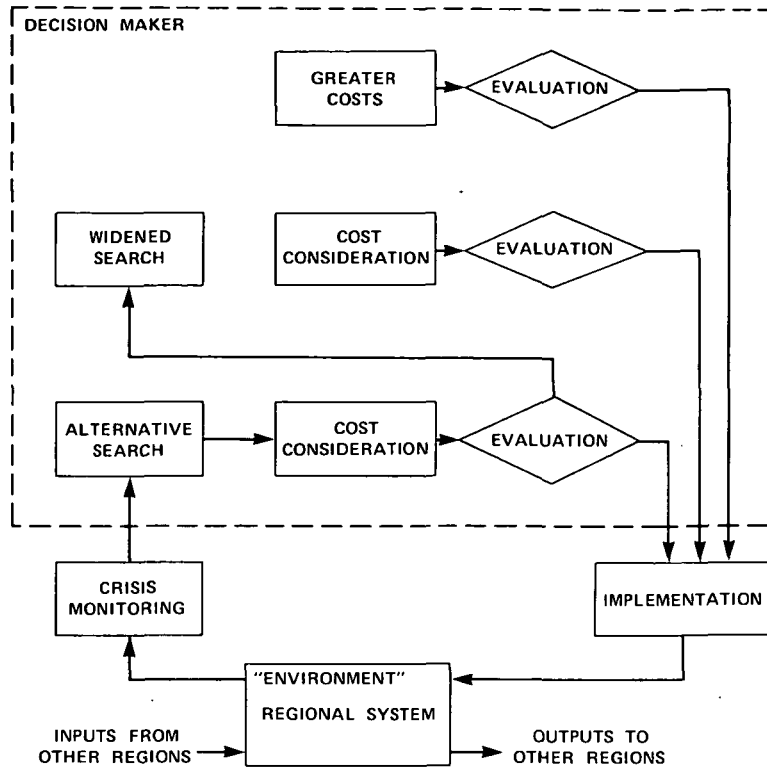 DECISION MAKER
GREATER
COSTS
EVALUATION
WIDENED
SEARCH
COST
CONSIDERATION
EVALUATION
ALTERNATIVE
SEARCH
COST
CONSIDERATION
EVALUATION
CRISIS
MONITORING
IMPLEMENTATION
"ENVIRONMENT"
REGIONAL SYSTEM
INPUTS FROM
OTHER REGIONS
OUTPUTS TO
OTHER REGIONS